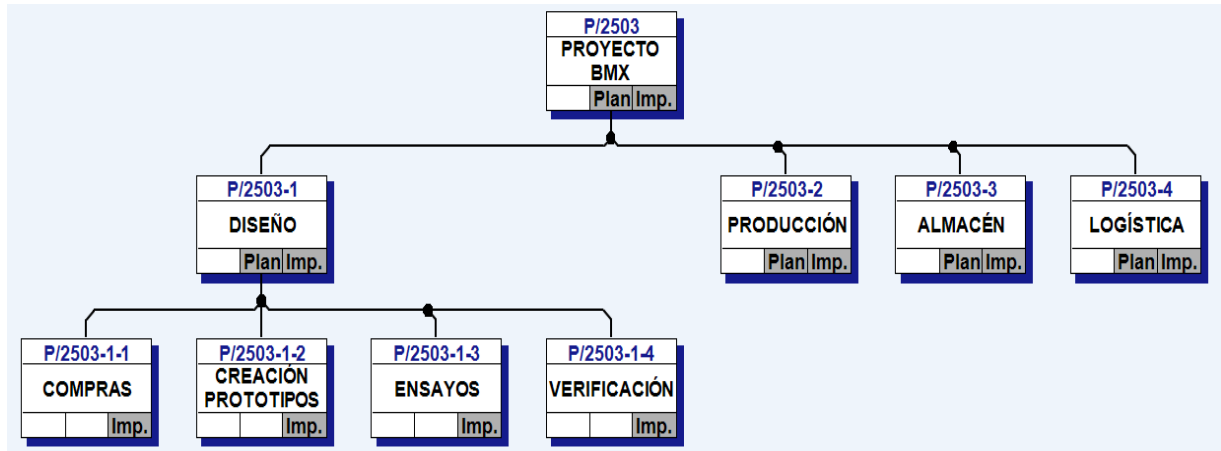 P/2503
PROYECTO
BMX
Plan Imp.
P/2503-1
DISEÑO
Plan Imp.
P/2503-2
PRODUCCIÓN
Plan Imp.
P/2503-3
ALMACÉN
Plan Imp.
P/2503-4
LOGÍSTICA
Plan Imp.
P/2503-1-1
COMPRAS
Imp.
P/2503-1-2
CREACIÓN
PROTOTIPOS
Imp.
P/2503-1-3
ENSAYOS
Imp.
P/2503-1-4
VERIFICACIÓN
Imp.